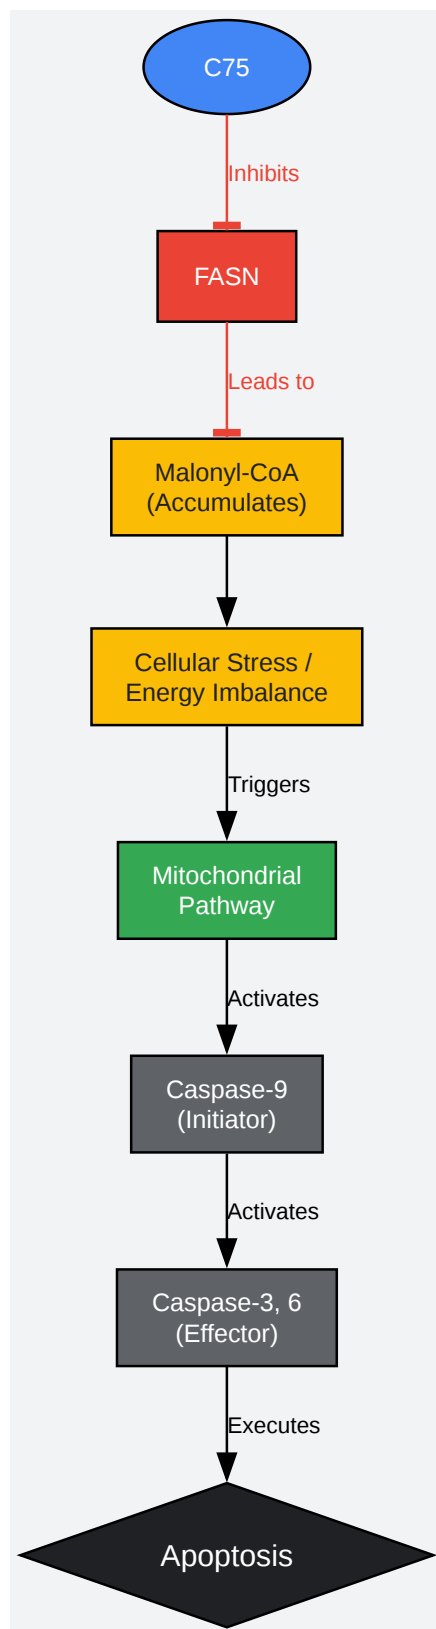 C75
Inhibits
FASN
Leads to
Malonyl-CoA
(Accumulates)
Cellular Stress /
Energy Imbalance
Triggers
Mitochondrial
Pathway
Activates
Caspase-9
(Initiator)
Activates
Caspase-3, 6
(Effector)
Executes
Apoptosis